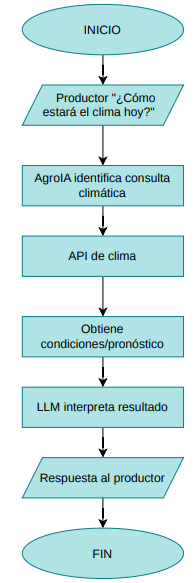 INICIO
Productor "¿Cómo
estará el clima hoy?"
AgroIA identifica consulta
climática
API de clima
Obtiene
condiciones/pronóstico
LLM interpreta resultado
Respuesta al productor
FIN